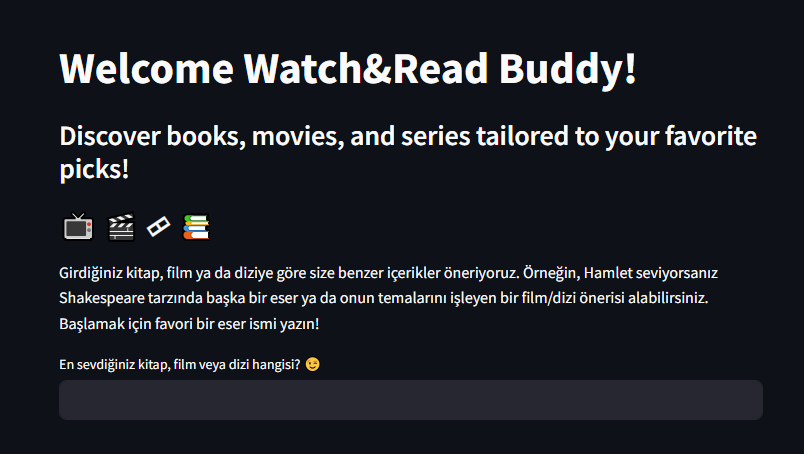 Welcome Watch&Read Buddy!
Discover books, movies, and series tailored to your favorite
picks!
📺 🎬 🎞 📚
Girdiğiniz kitap, film ya da diziye göre size benzer içerikler öneriyoruz. Örneğin, Hamlet seviyorsanız
Shakespeare tarzında başka bir eser ya da onun temalarını işleyen bir film/dizi önerisi alabilirsiniz.
Başlamak için favori bir eser ismi yazın!
En sevdiğiniz kitap, film veya dizi hangisi? 😉